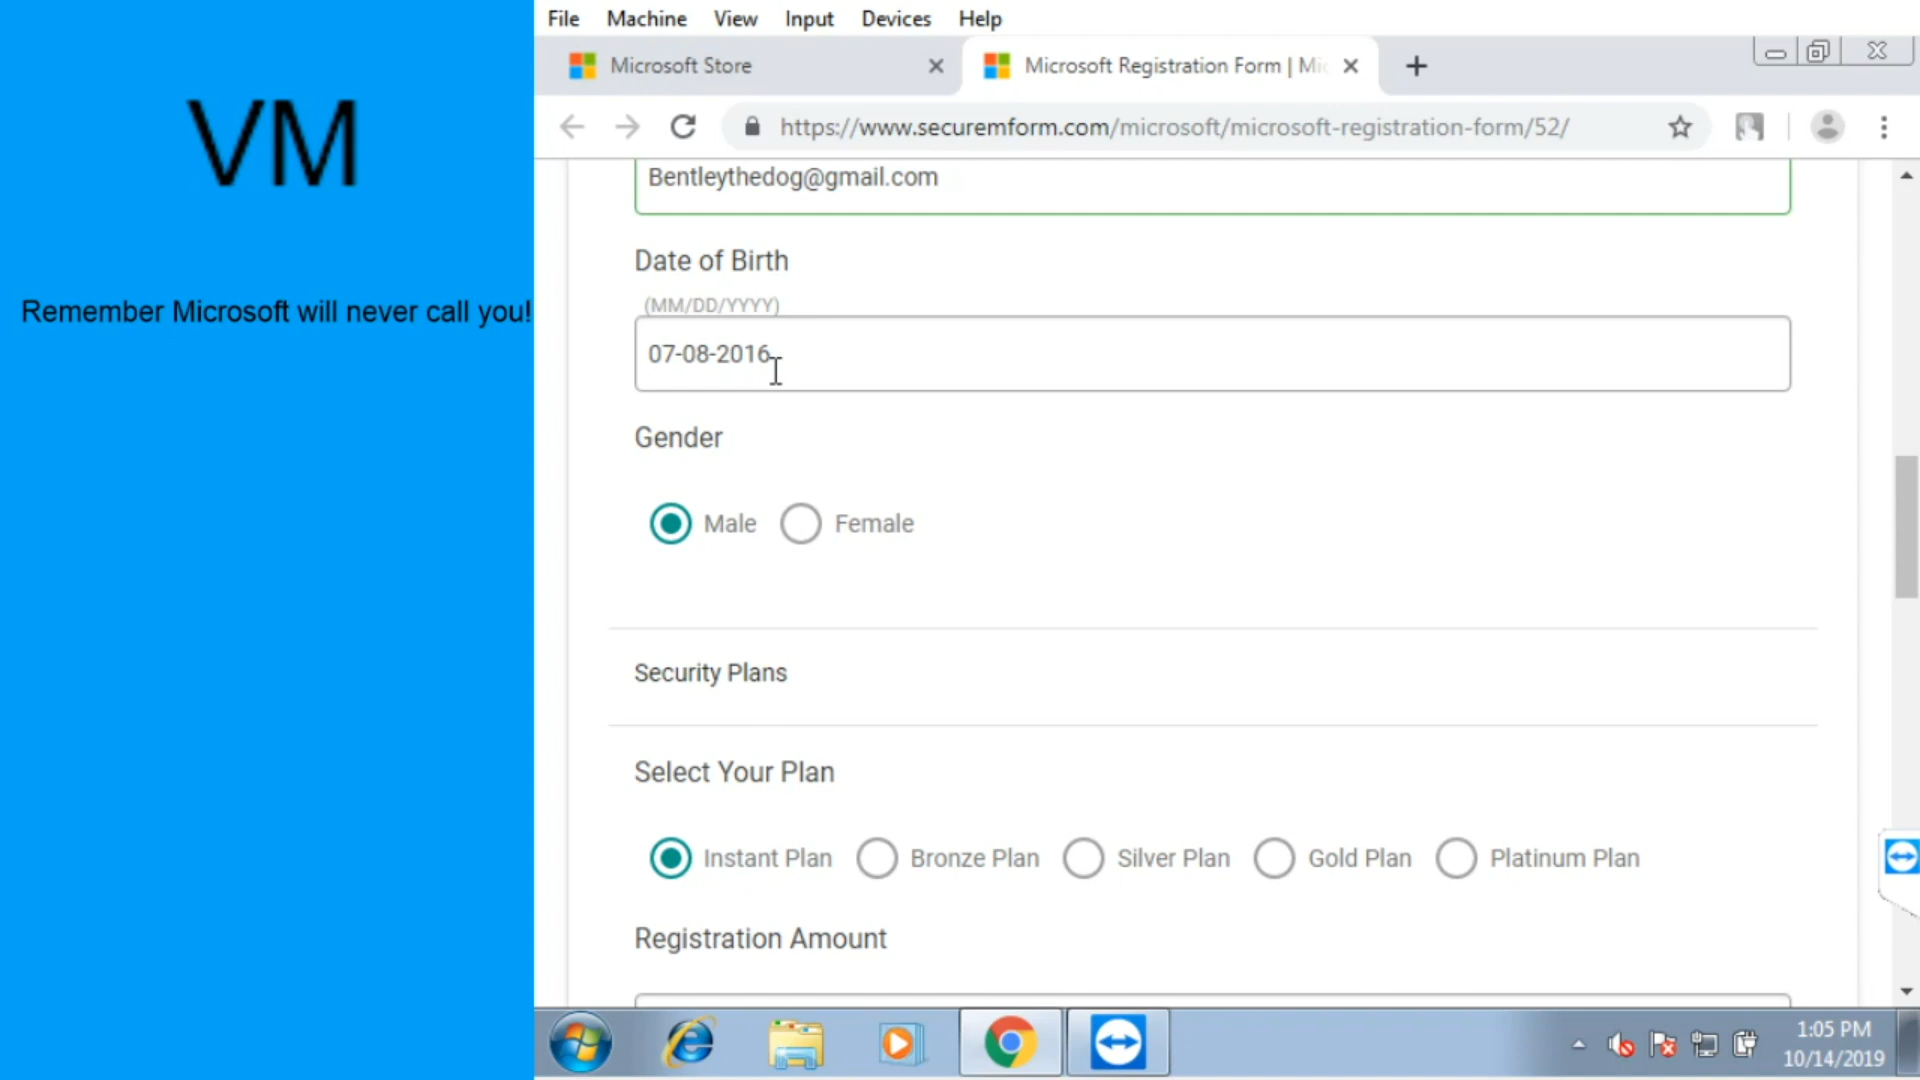 VM
Remember Microsoft will never call you!
File Machine View Input Devices Help
Microsoft Store
Microsoft Registration Form | Mi
https://www.securemform.com/microsoft/microsoft-registration-form/52/
Bentleythedog@gmail.com
Date of Birth
(MM/DD/YYYY)
07-08-2016
Gender
Male Female
Security Plans
Select Your Plan
Instant Plan Bronze Plan Silver Plan Gold Plan Platinum Plan
Registration Amount
1:05 PM
10/14/2019